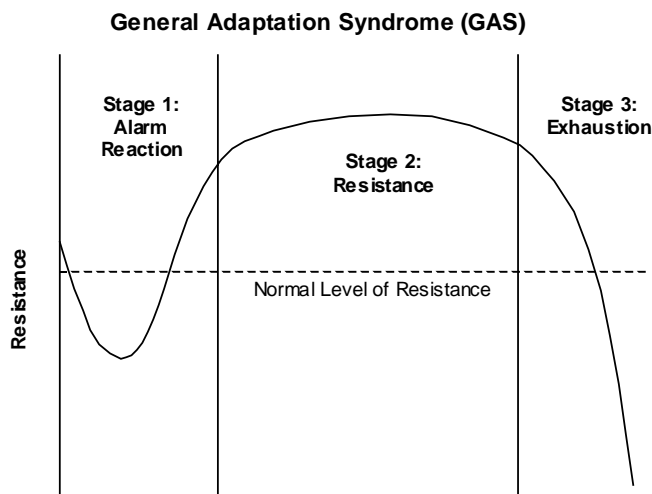 General Adaptation Syndrome (GAS)
Stage 1:
Alarm
Reaction
Stage 2:
Resistance
Stage 3:
Exhaustion
Normal Level of Resistance
Resistance